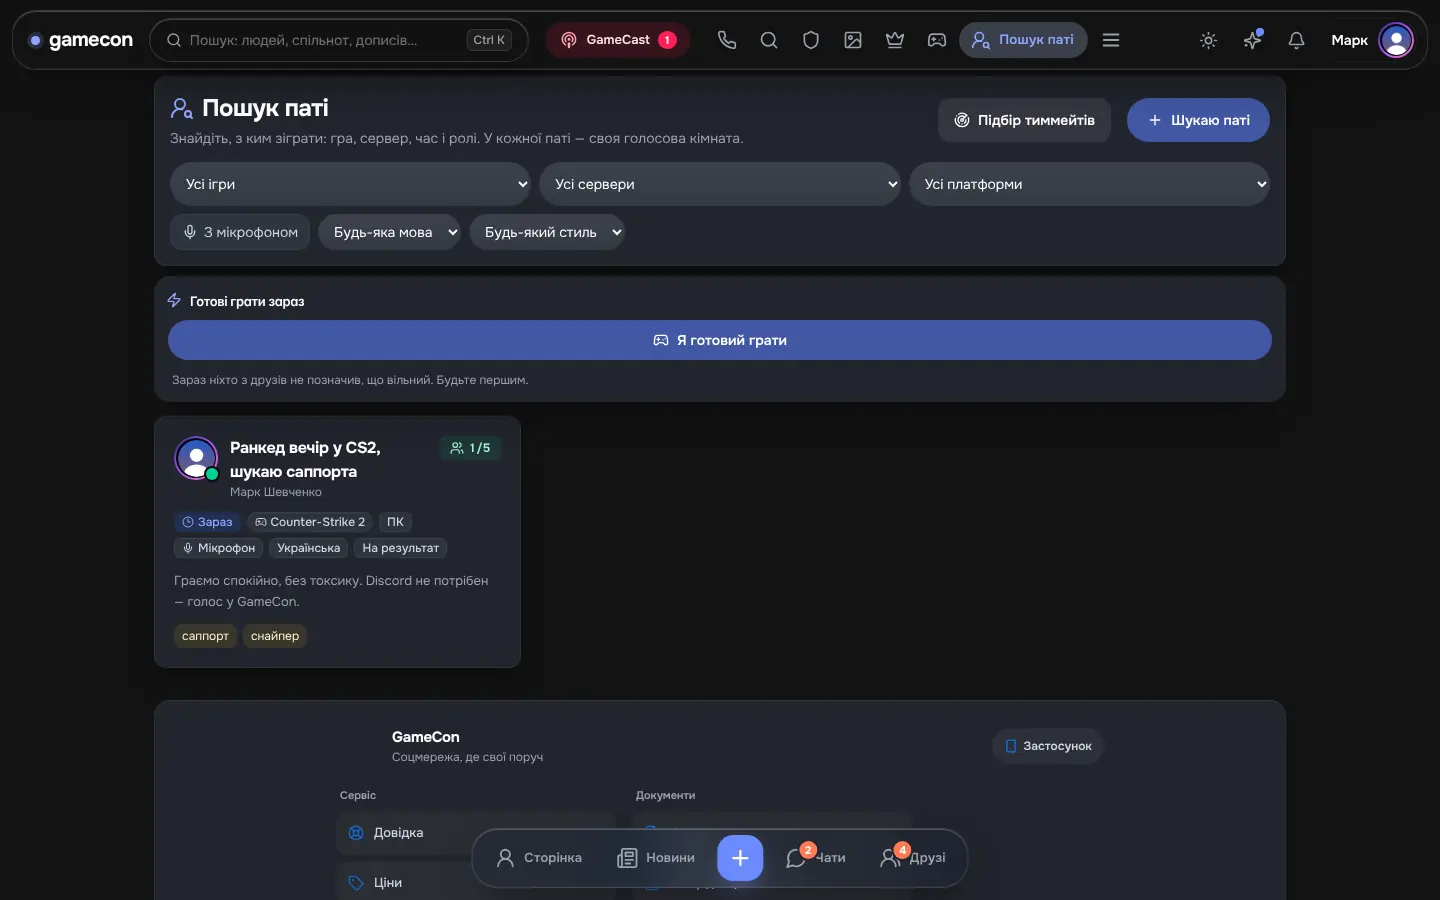 gamecon
Пошук: людей, спільнот, дописів...
Ctrl K
GameCast 1
Пошук паті
Марк
Пошук паті
Знайдіть, з ким зіграти: гра, сервер, час і ролі. У кожної паті — своя голосова кімната.
Підбір тиммейтів
Шукаю паті
Усі ігри
Усі сервери
Усі платформи
З мікрофоном
Будь-яка мова
Будь-який стиль
Готові грати зараз
Я готовий грати
Зараз ніхто з друзів не позначив, що вільний. Будьте першим.
Ранкед вечір у CS2,
шукаю саппорта
1/5
Марк Шевченко
Зараз
Counter-Strike 2
ПК
Мікрофон
Українська
На результат
Граємо спокійно, без токсику. Discord не потрібен
— голос у GameCon.
саппорт
снайпер
GameCon
Соцмережа, де свої поруч
Застосунок
Сервіс
Документи
Довідка
Ціни
Сторінка
Новини
2
Чати
4
Друзі